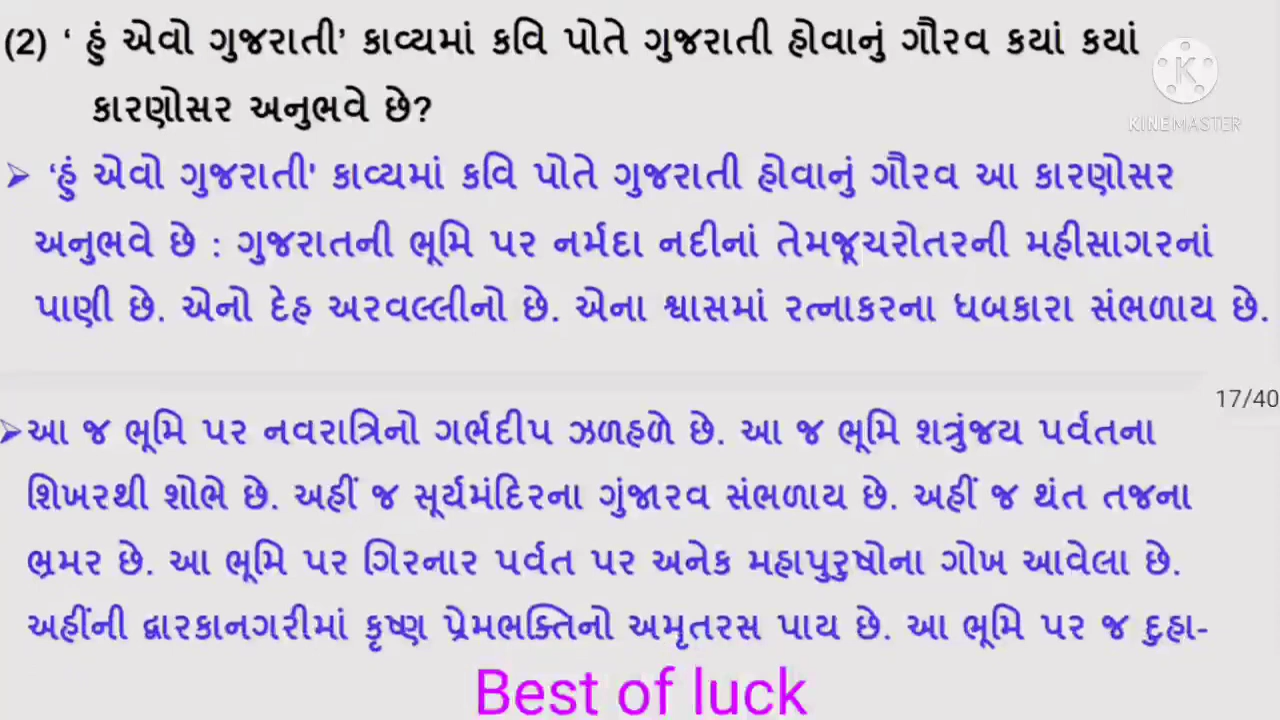 (2) ‘ હું એવો ગુજરાતી’ કાવ્યમાં કવિ પોતે ગુજરાતી હોવાનું ગૌરવ કયાં કયાં
કારણોસર અનુભવે છે?
KINEMASTER
➢ ‘હું એવો ગુજરાતી' કાવ્યમાં કવિ પોતે ગુજરાતી હોવાનું ગૌરવ આ કારણોસર
અનુભવે છે : ગુજરાતની ભૂમિ પર નર્મદા નદીનાં તેમજૂચરોતરની મહીસાગરનાં
પાણી છે. એનો દેહ અરવલ્લીનો છે. એના શ્વાસમાં રત્નાકરના ધબકારા સંભળાય છે.
17/40
➢ આ જ ભૂમિ પર નવરાત્રિનો ગર્ભદીપ ઝળહળે છે. આ જ ભૂમિ શત્રુંજય પર્વતના
શિખરથી શોભે છે. અહીં જ સૂર્યમંદિરના ગુંજારવ સંભળાય છે. અહીં જ થંત તજના
ભ્રમર છે. આ ભૂમિ પર ગિરનાર પર્વત પર અનેક મહાપુરુષોના ગોખ આવેલા છે.
અહીંની દ્વારકાનગરીમાં કૃષ્ણ પ્રેમભક્તિનો અમૃતરસ પાય છે. આ ભૂમિ પર જ દુહા-
Best of luck